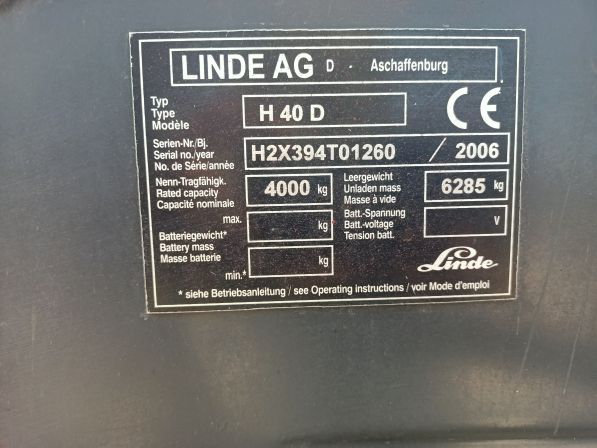 LINDE AG D - Aschaffenburg
Typ
Type H 40 D CE
Modèle
Serien-Nr./Bj.
Serial no./year H2X394T01260 / 2006
No. de Série/année
Nenn-Tragfähigk. Leergewicht
Rated capacity 4000 kg Unladen mass 6285 kg
Capacité nominale Masse à vide
max. kg Batt.-Spannung
Batteriegewicht* Batt.-voltage V
Battery mass Tension batt.
Masse batterie kg Linde
min.*
* siehe Betriebsanleitung / see Operating instructions / voir Mode d'emploi